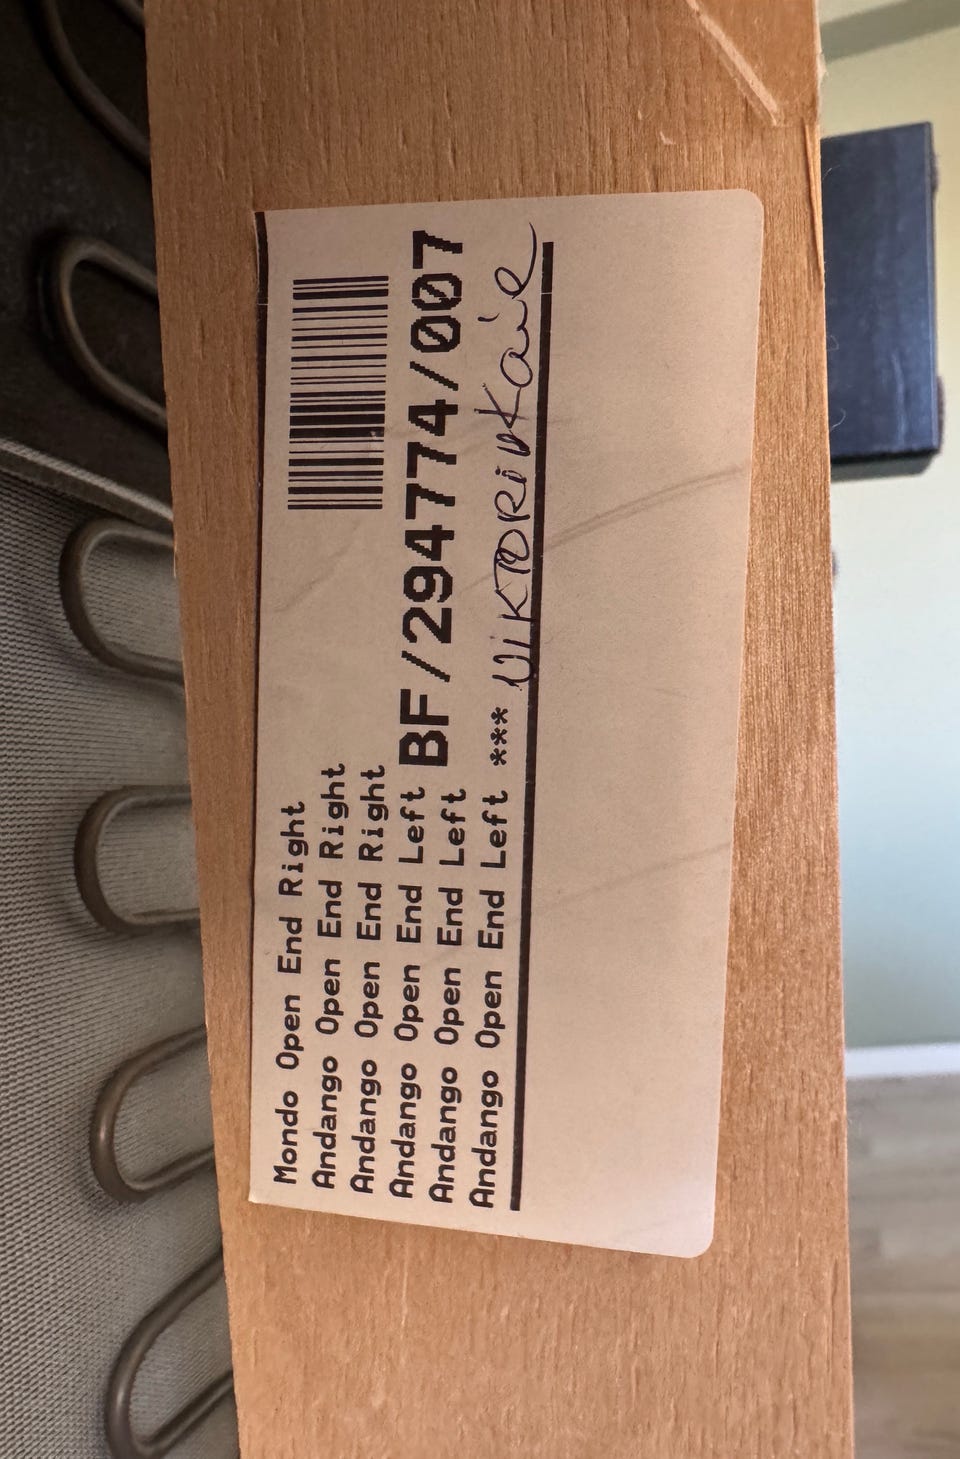 Mondo Open End Right
Andango Open End Right
Andango Open End Right
Andango Open End Left BF/294774/007
Andango Open End Left
Andango Open End Left ***